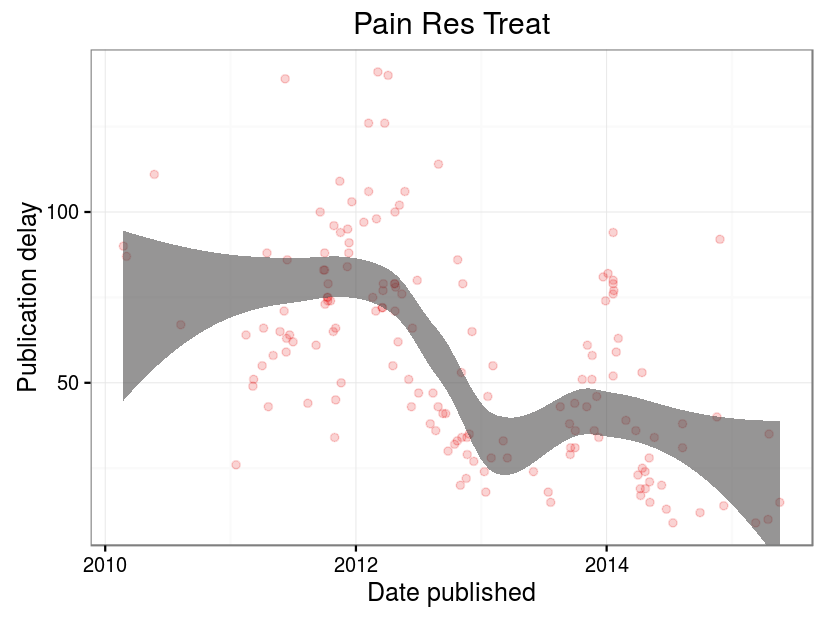 Pain Res Treat
Publication delay
100
50
2010 2012 2014
Date published